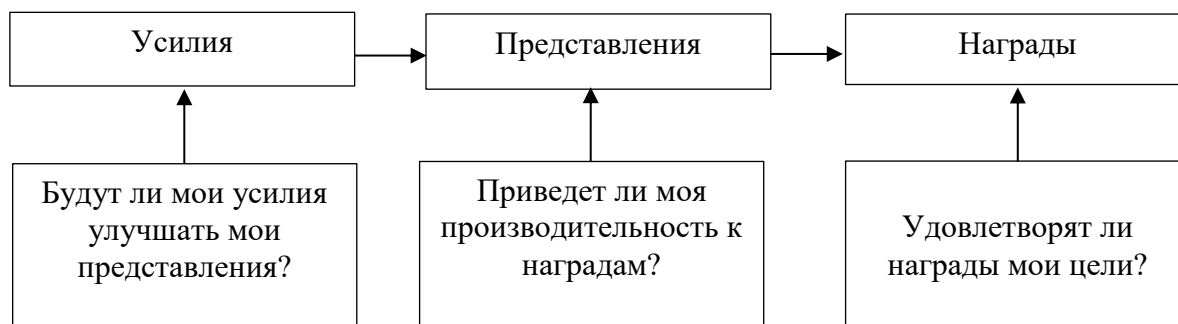 Усилия
Представления
Награды
Будут ли мои усилия
улучшать мои
представления?
Приведет ли моя
производительность к
наградам?
Удовлетворят ли
награды мои цели?